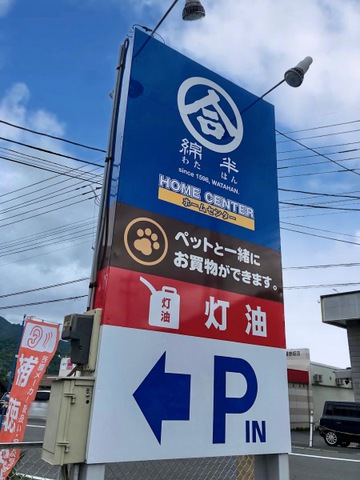 合
綿半
わた はん
since 1598, WATAHAN.
HOME CENTER
ホームセンター
ペットと一緒に
お買物ができます。
灯油
灯油
P
IN
補聴